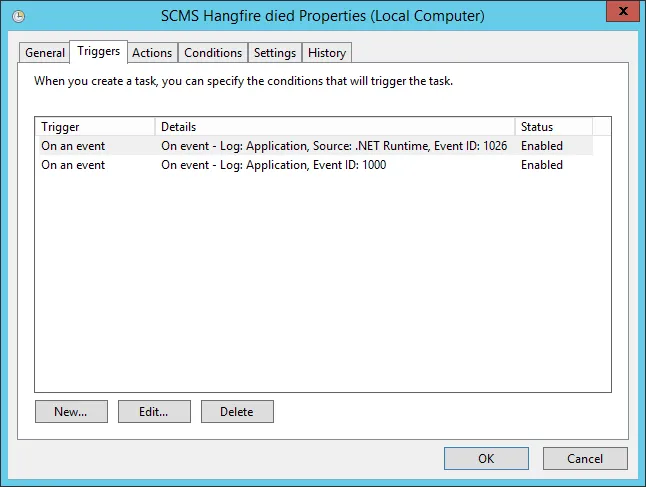 SCMS Hangfire died Properties (Local Computer)
x
General Triggers Actions Conditions Settings History
When you create a task, you can specify the conditions that will trigger the task.
Trigger Details Status
On an event On event - Log: Application, Source: .NET Runtime, Event ID: 1026 Enabled
On an event On event - Log: Application, Event ID: 1000 Enabled
New... Edit... Delete
OK Cancel